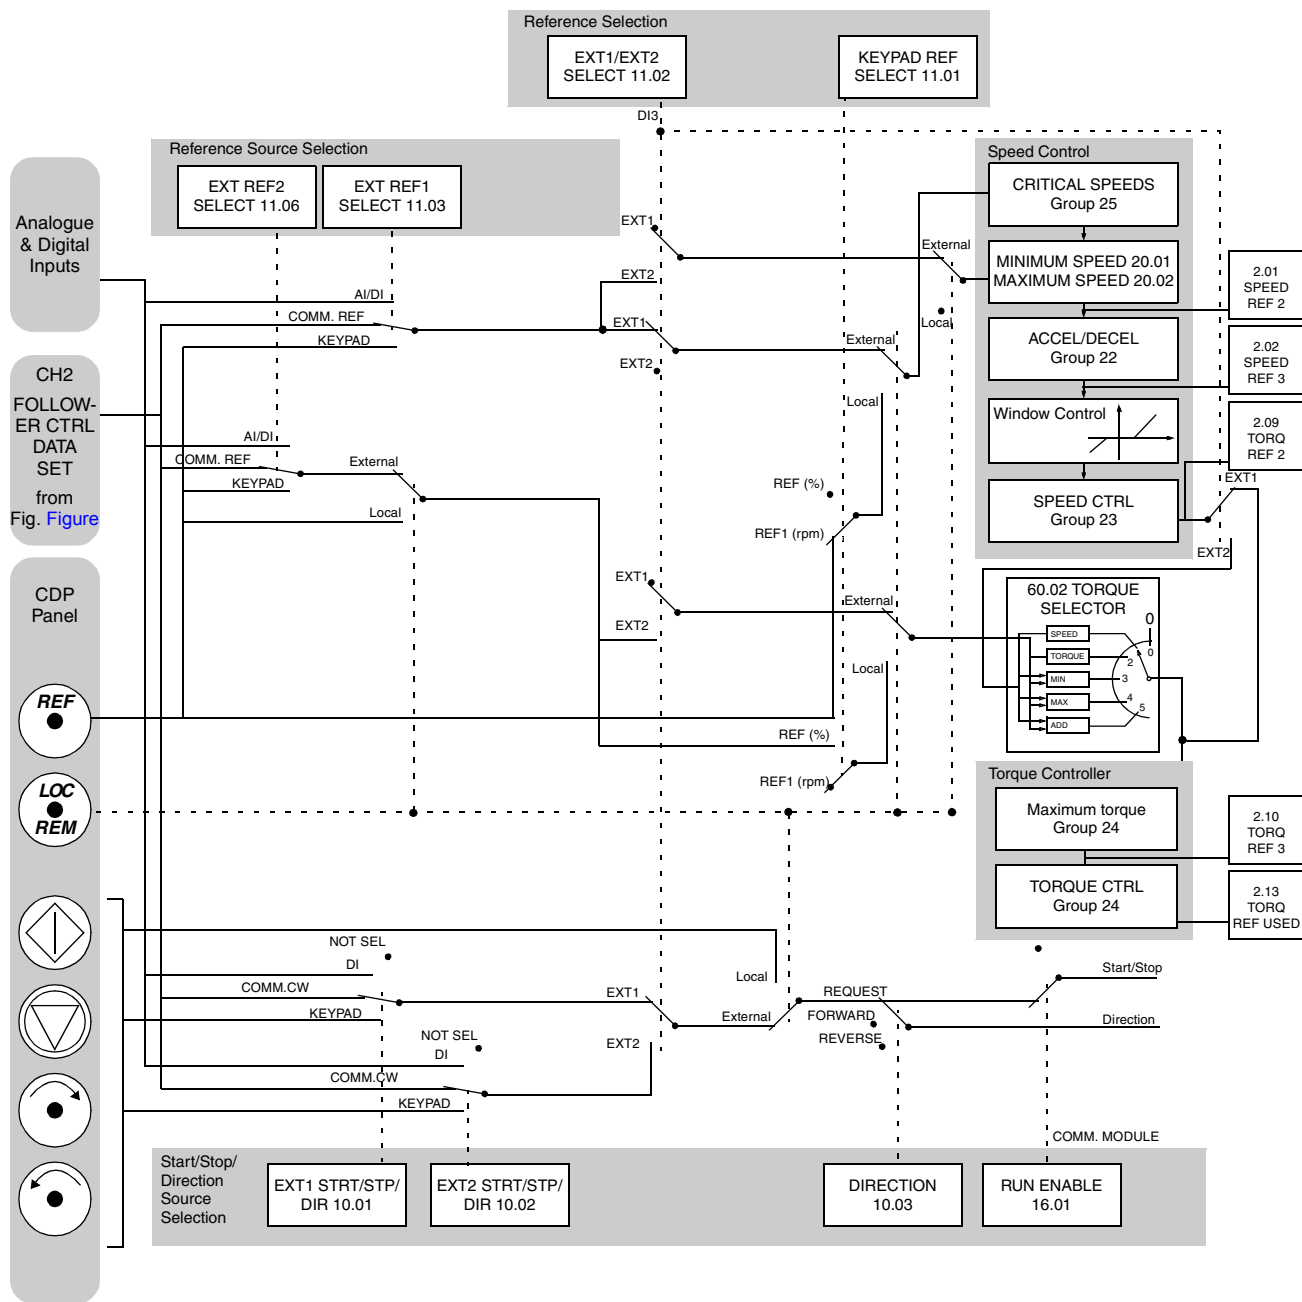 Reference Selection
EXT1/EXT2
SELECT 11.02
KEYPAD REF
SELECT 11.01
DI3
Reference Source Selection
EXT REF2
SELECT 11.06
EXT REF1
SELECT 11.03
Analogue
& Digital
Inputs
CH2
FOLLOW-
ER CTRL
DATA
SET
from
Fig. Figure
CDP
Panel
REF
LOC
REM
AI/DI
COMM. REF
KEYPAD
AI/DI
COMM. REF
KEYPAD
External
Local
EXT1
EXT2
EXT1
EXT2
External
Local
External
Local
REF (%)
REF1 (rpm)
EXT1
EXT2
External
Local
REF (%)
REF1 (rpm)
Speed Control
CRITICAL SPEEDS
Group 25
MINIMUM SPEED 20.01
MAXIMUM SPEED 20.02
ACCEL/DECEL
Group 22
Window Control
SPEED CTRL
Group 23
2.01
SPEED
REF 2
2.02
SPEED
REF 3
2.09
TORQ
REF 2
EXT1
EXT2
60.02 TORQUE
SELECTOR
0
SPEED
TORQUE
MIN
MAX
ADD
0
2
3
4
5
Torque Controller
Maximum torque
Group 24
TORQUE CTRL
Group 24
2.10
TORQ
REF 3
2.13
TORQ
REF USED
NOT SEL
DI
COMM.CW
KEYPAD
NOT SEL
DI
COMM.CW
KEYPAD
EXT1
EXT2
Local
External
REQUEST
FORWARD
REVERSE
Start/Stop
Direction
COMM. MODULE
Start/Stop/
Direction
Source
Selection
EXT1 STRT/STP/
DIR 10.01
EXT2 STRT/STP/
DIR 10.02
DIRECTION
10.03
RUN ENABLE
16.01